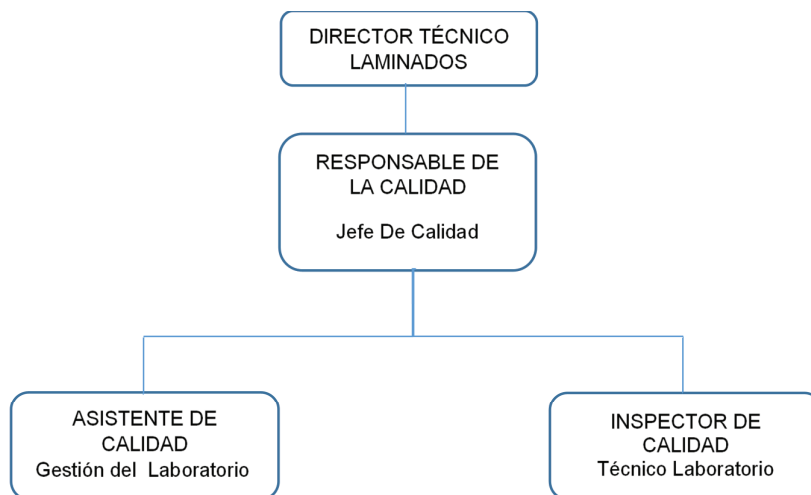 DIRECTOR TÉCNICO
LAMINADOS
RESPONSABLE DE
LA CALIDAD
Jefe De Calidad
ASISTENTE DE
CALIDAD
Gestión del Laboratorio
INSPECTOR DE
CALIDAD
Técnico Laboratorio